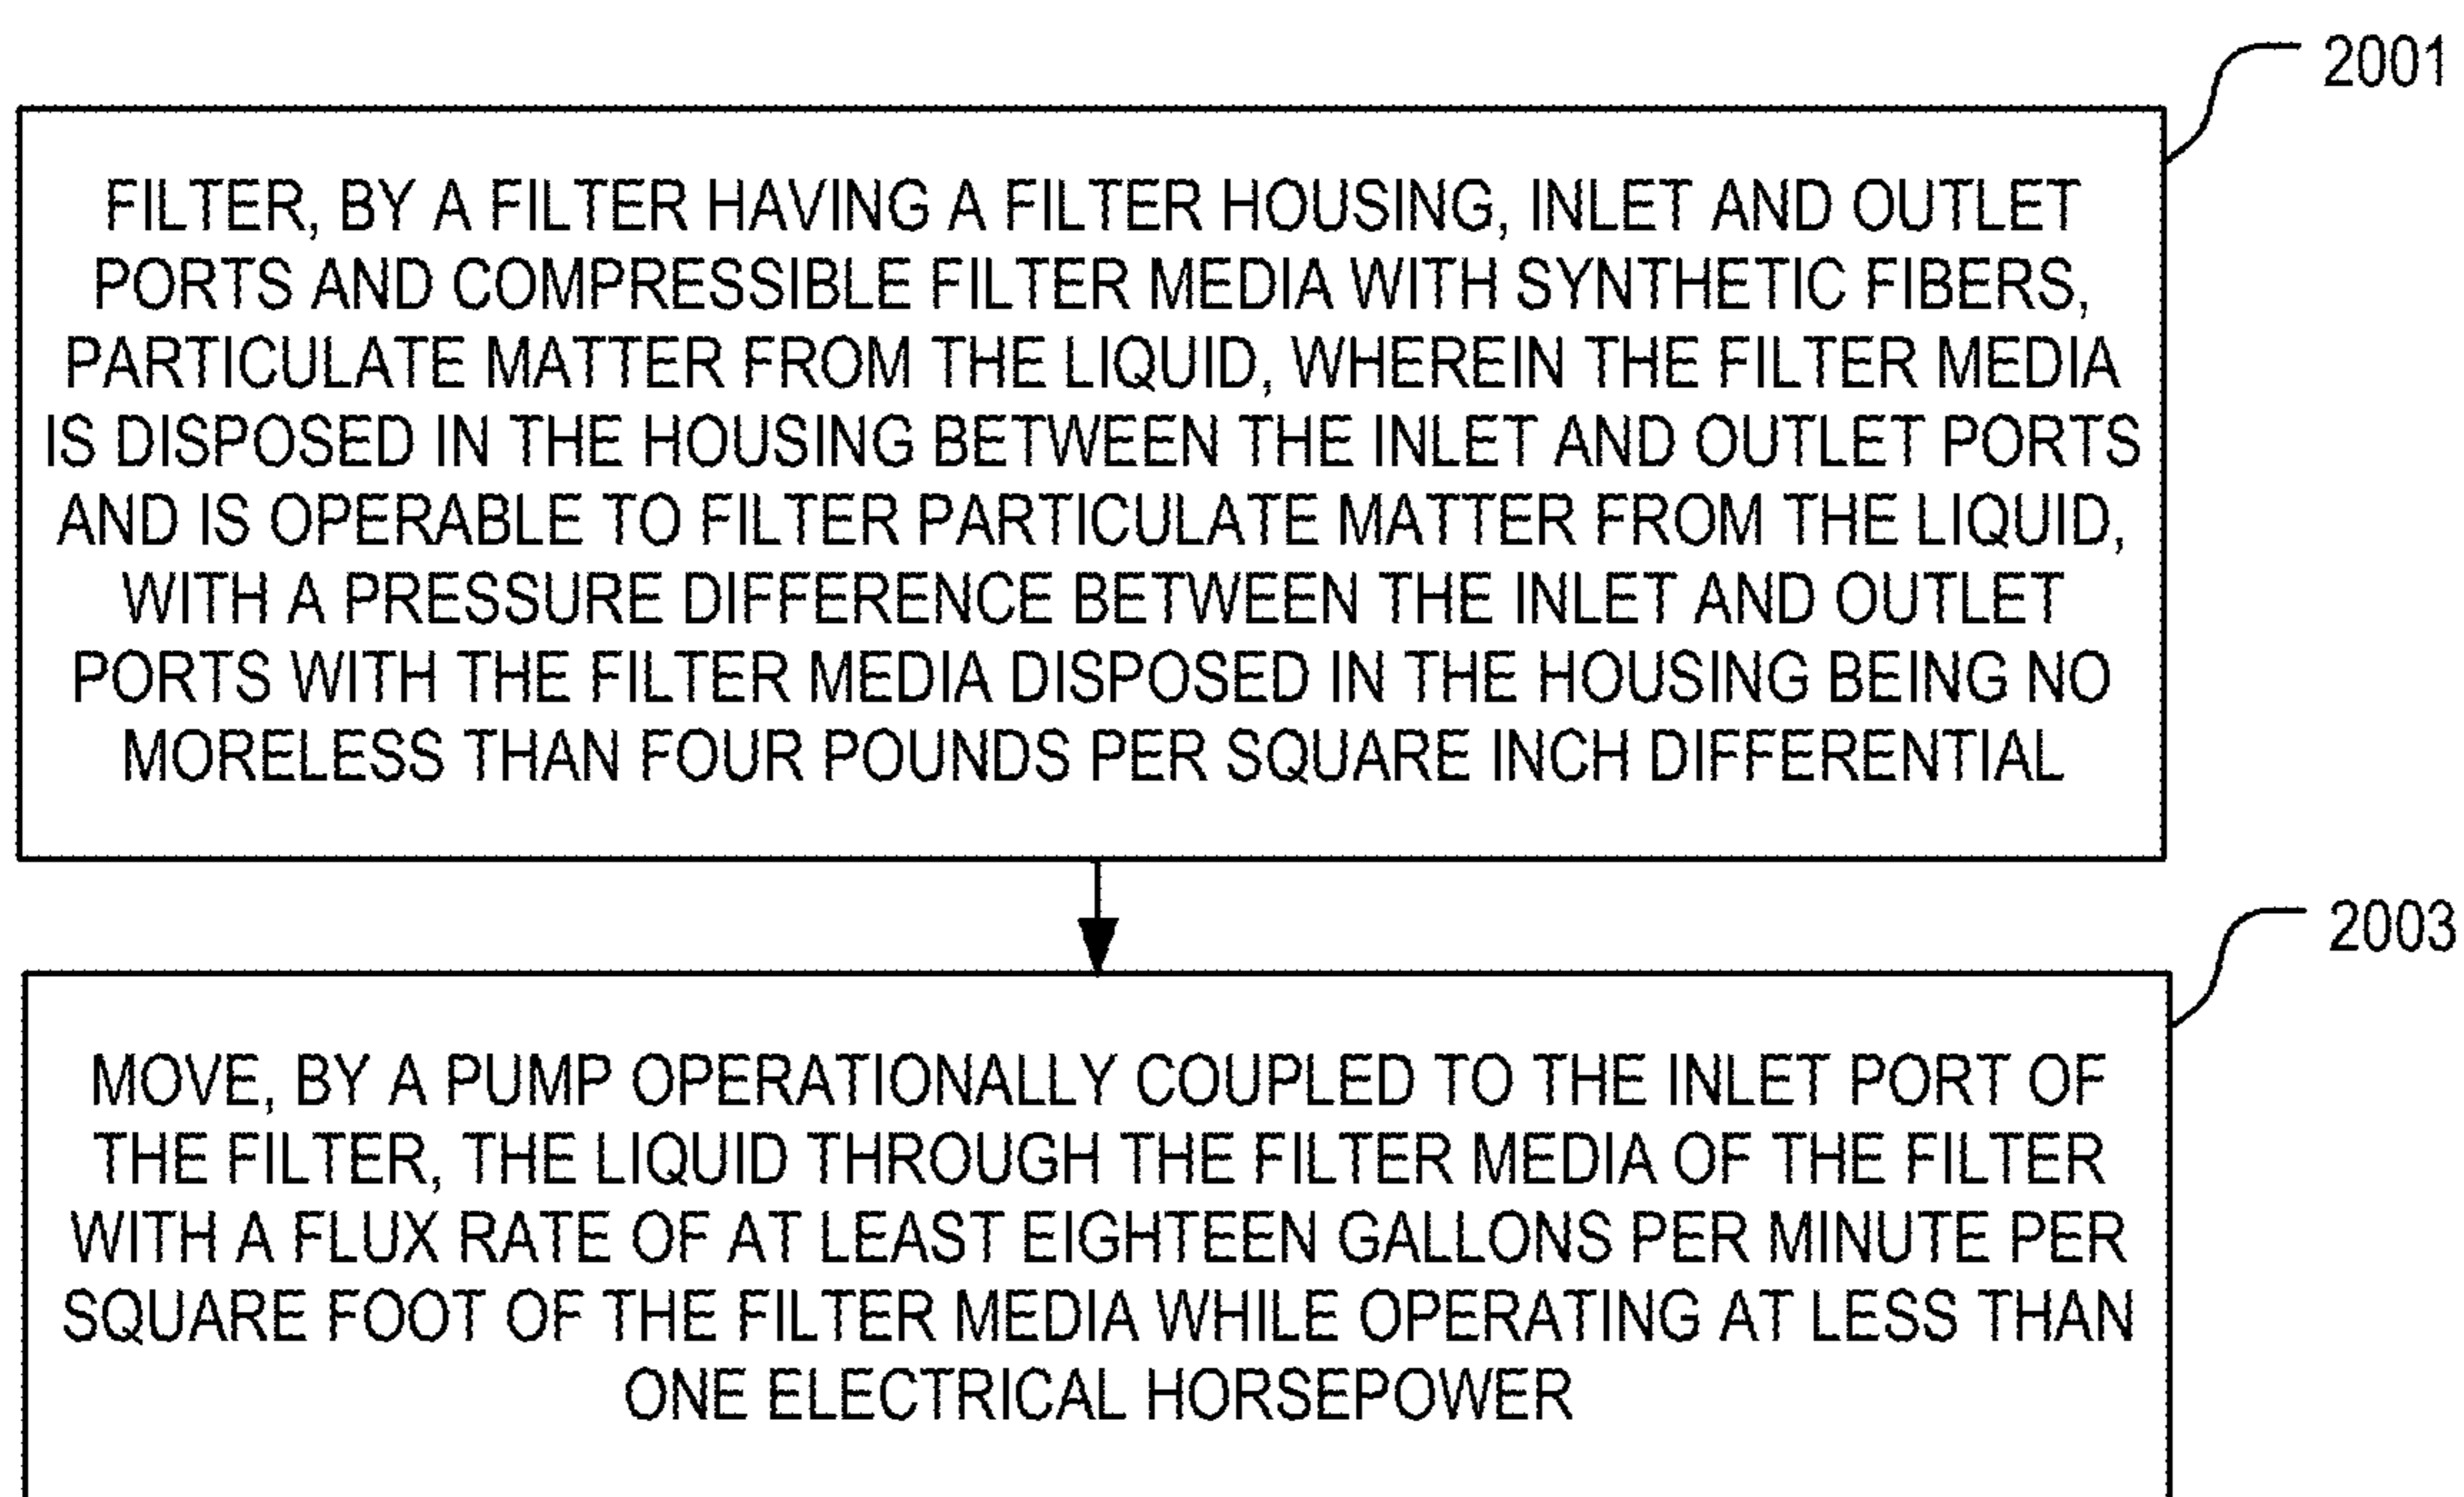 2001
FILTER, BY A FILTER HAVING A FILTER HOUSING, INLET AND OUTLET
PORTS AND COMPRESSIBLE FILTER MEDIA WITH SYNTHETIC FIBERS,
PARTICULATE MATTER FROM THE LIQUID, WHEREIN THE FILTER MEDIA
IS DISPOSED IN THE HOUSING BETWEEN THE INLET AND OUTLET PORTS
AND IS OPERABLE TO FILTER PARTICULATE MATTER FROM THE LIQUID,
WITH A PRESSURE DIFFERENCE BETWEEN THE INLET AND OUTLET
PORTS WITH THE FILTER MEDIA DISPOSED IN THE HOUSING BEING NO
MORELESS THAN FOUR POUNDS PER SQUARE INCH DIFFERENTIAL
2003
MOVE, BY A PUMP OPERATIONALLY COUPLED TO THE INLET PORT OF
THE FILTER, THE LIQUID THROUGH THE FILTER MEDIA OF THE FILTER
WITH A FLUX RATE OF AT LEAST EIGHTEEN GALLONS PER MINUTE PER
SQUARE FOOT OF THE FILTER MEDIA WHILE OPERATING AT LESS THAN
ONE ELECTRICAL HORSEPOWER